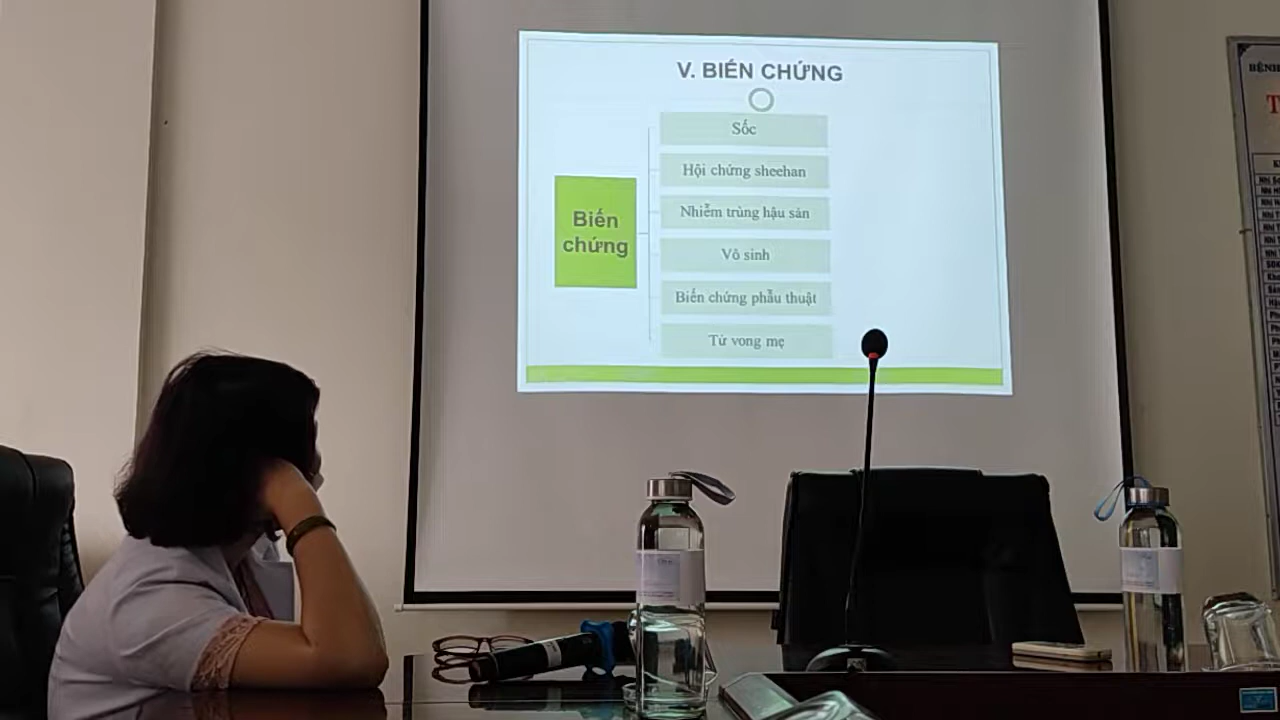 V. BIẾN CHỨNG
Biến
chứng
Sốc
Hội chứng sheehan
Nhiễm trùng hậu sản
Vô sinh
Biến chứng phẫu thuật
Tử vong mẹ
BỆNH